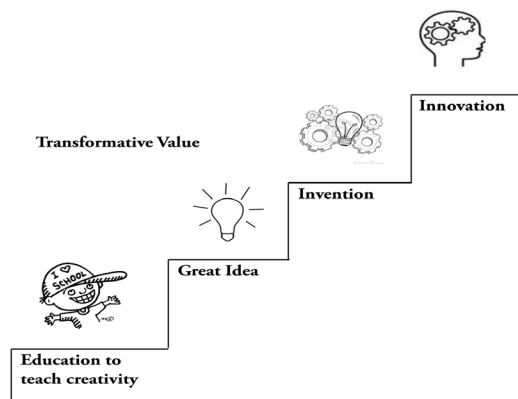 Innovation
Transformative Value
Invention
Great Idea
I ♥
SCHOOL
Education to
teach creativity